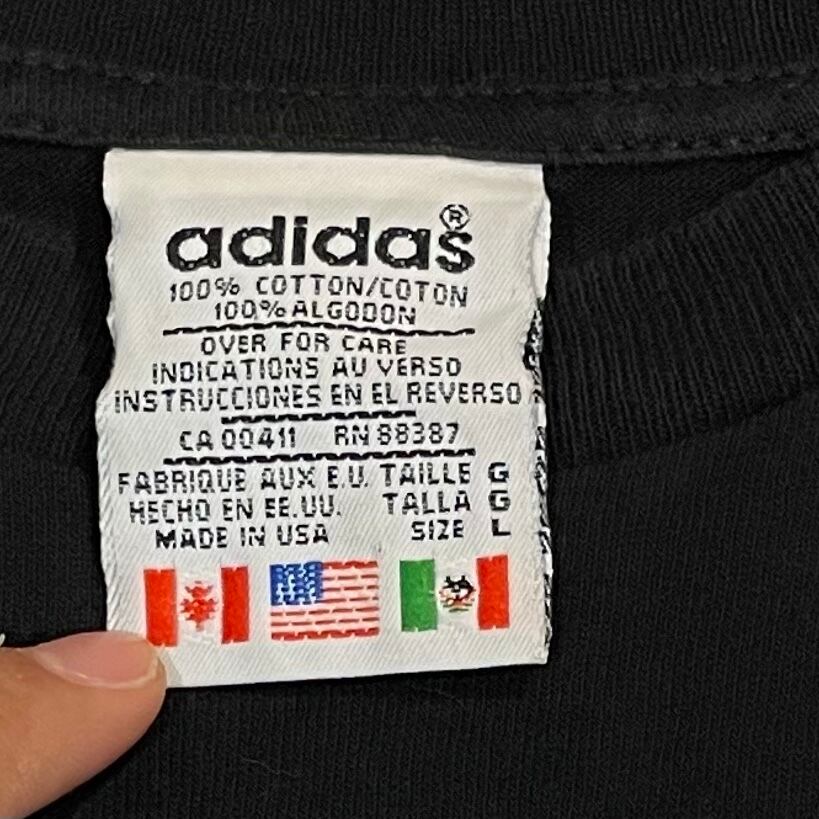 adidas®
100% COTTON/COTON
100% ALGODON
OVER FOR CARE
INDICATIONS AU VERSO
INSTRUCCIONES EN EL REVERSO
CA 00411 RN 88387
FABRIQUE AUX E.U. TAILLE G
HECHO EN EE.UU. TALLA G
MADE IN USA SIZE L